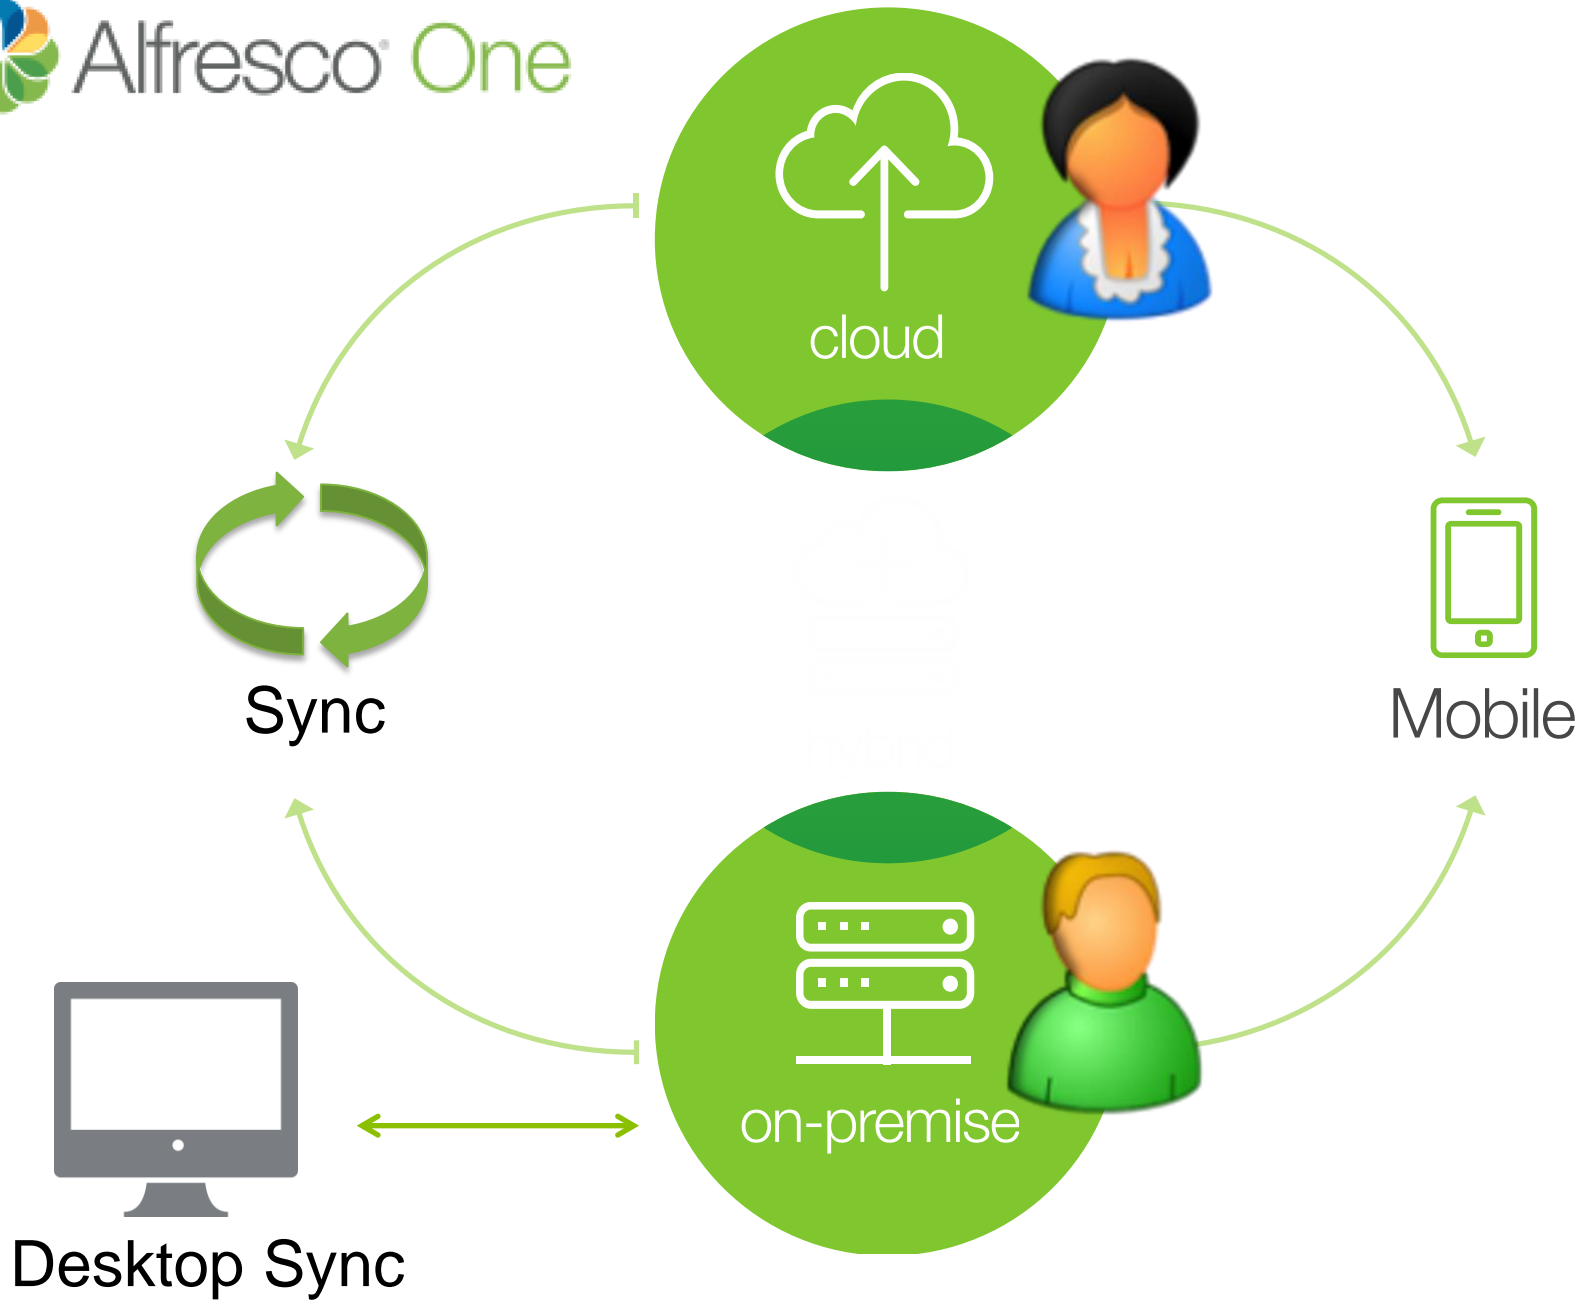 Alfresco One
cloud
Sync
Mobile
on-premise
Desktop Sync